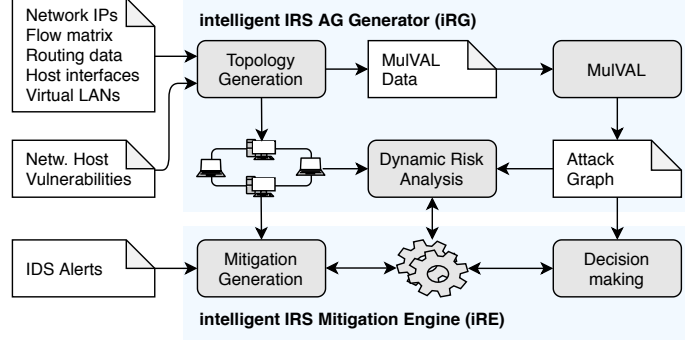 Network IPs
Flow matrix
Routing data
Host interfaces
Virtual LANs
intelligent IRS AG Generator (iRG)
Topology
Generation
MulVAL
Data
MulVAL
Netw. Host
Vulnerabilities
Dynamic Risk
Analysis
Attack
Graph
IDS Alerts
Mitigation
Generation
Decision
making
intelligent IRS Mitigation Engine (iRE)